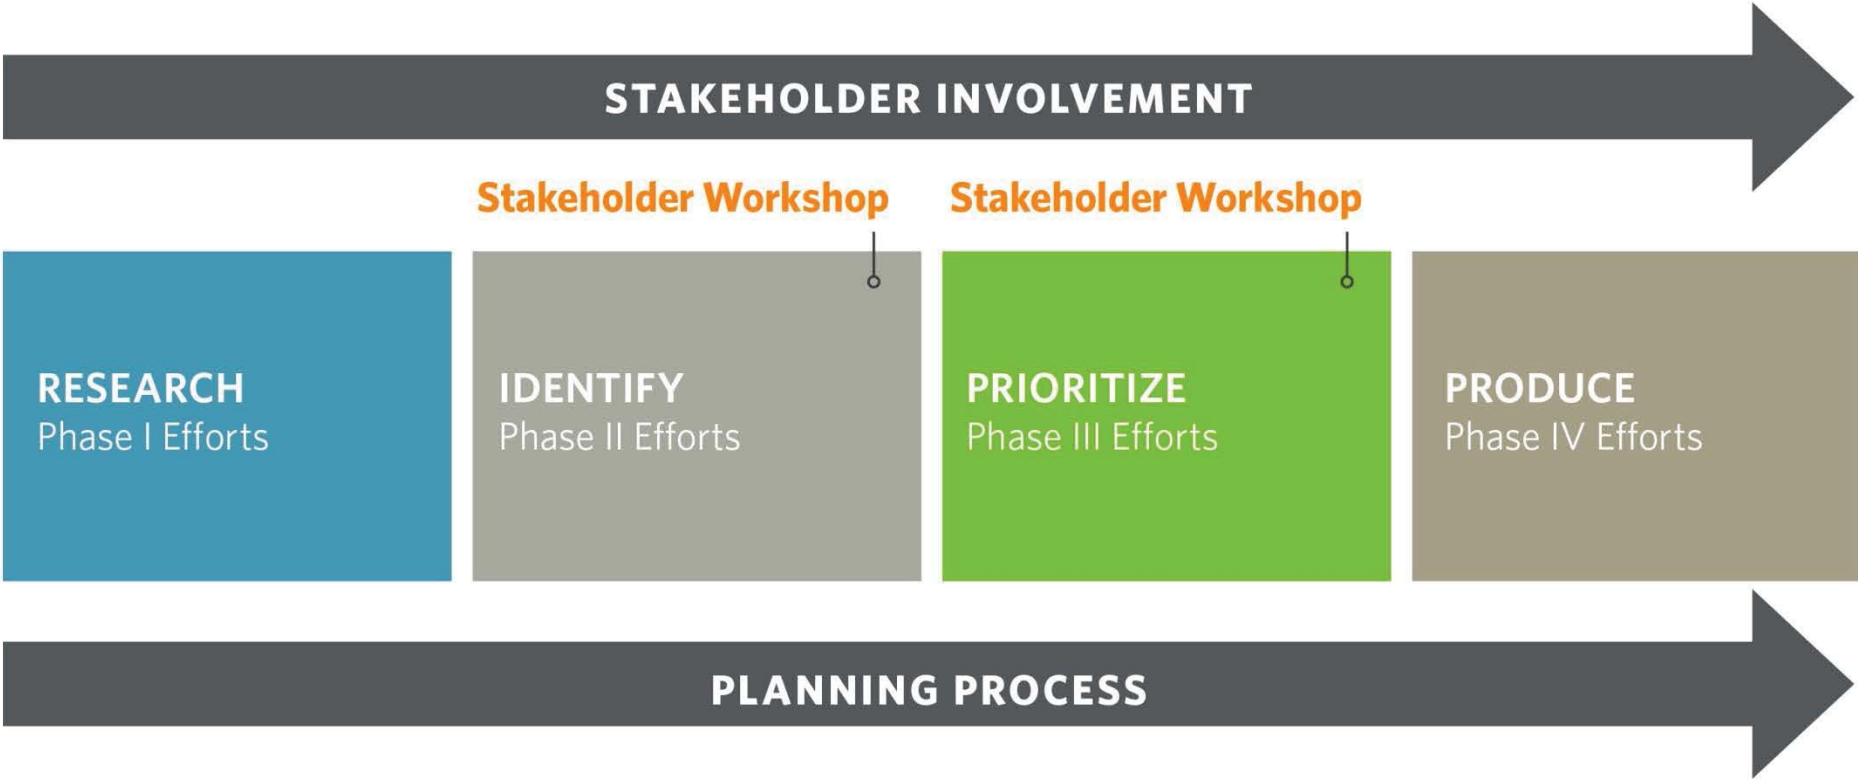 STAKEHOLDER INVOLVEMENT
Stakeholder Workshop
Stakeholder Workshop
RESEARCH
Phase I Efforts
IDENTIFY
Phase II Efforts
PRIORITIZE
Phase III Efforts
PRODUCE
Phase IV Efforts
PLANNING PROCESS